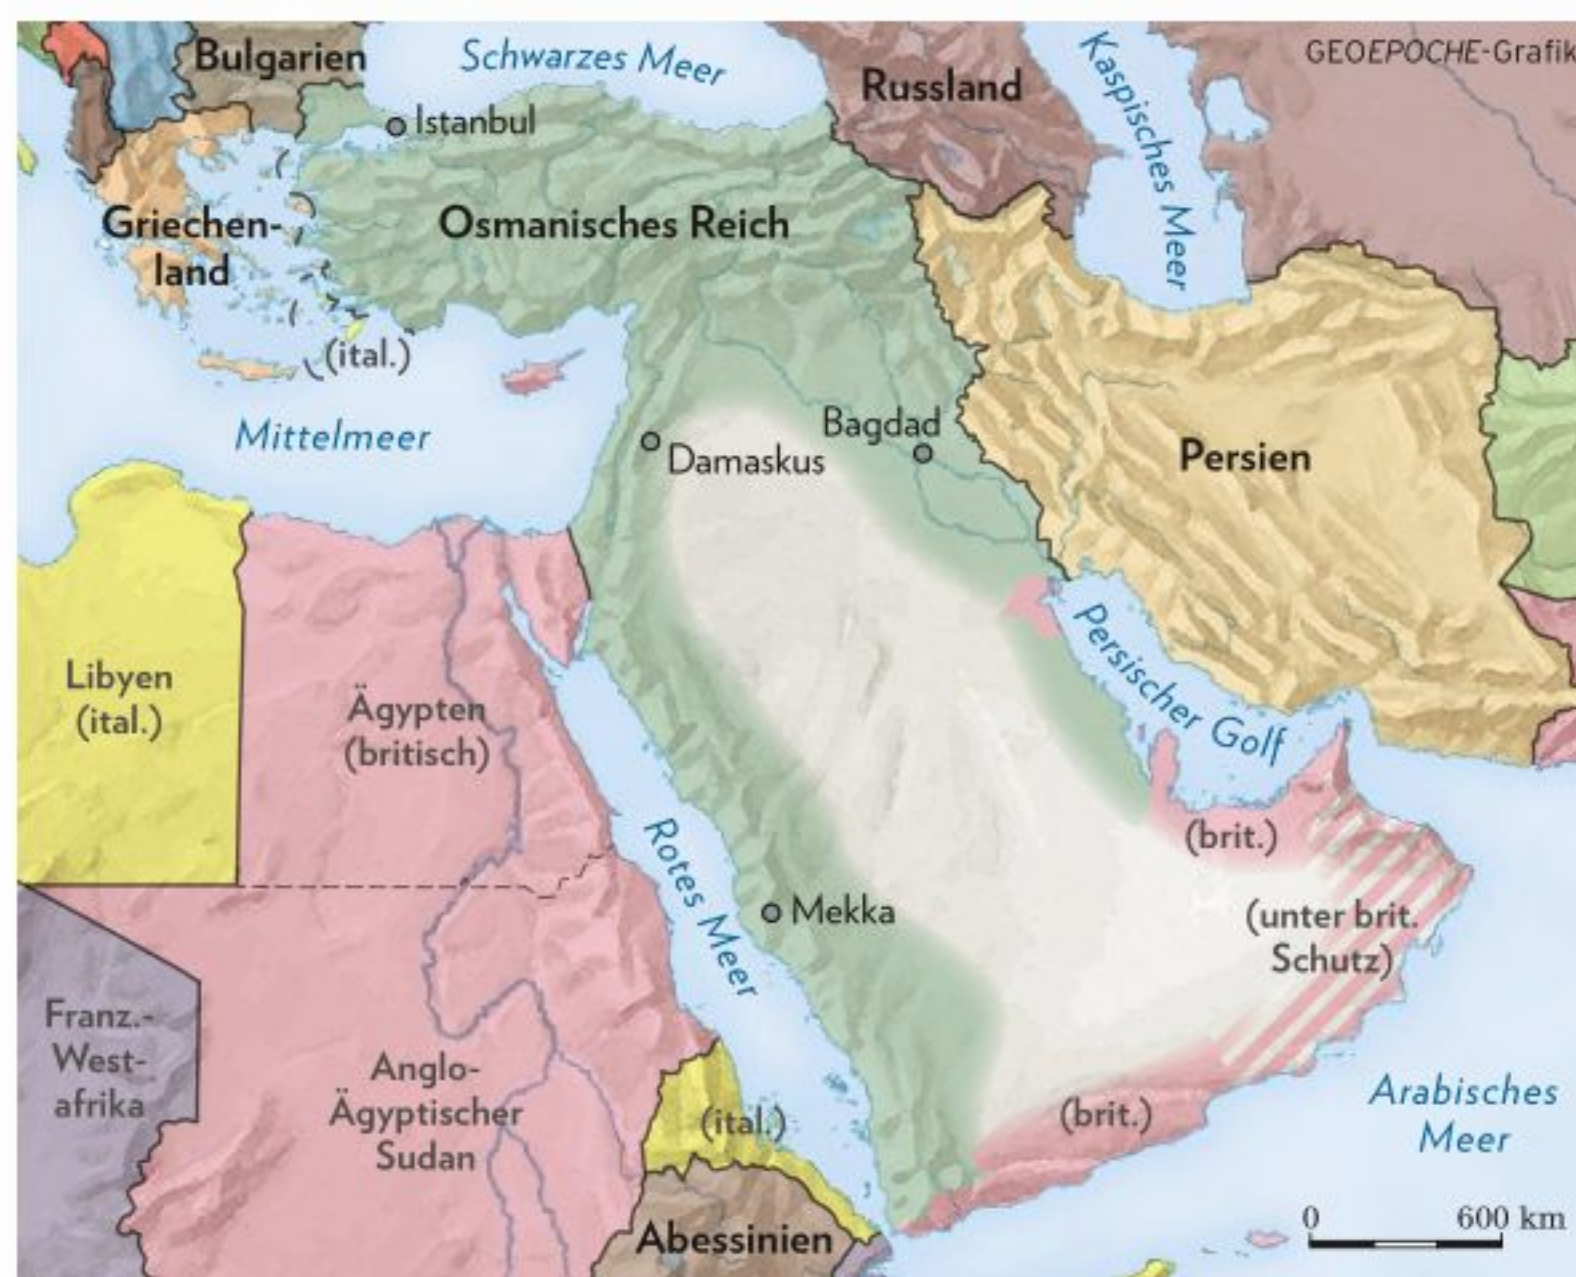 Bulgarien
Schwarzes Meer
Kaspisches Meer
GEOEPOCHE-Grafik
Russland
Istanbul
Griechen-
land
Osmanisches Reich
(ital.)
Mittelmeer
Bagdad
Damaskus
Persien
Libyen
(ital.)
Ägypten
(britisch)
Persischer Golf
Rotes Meer
(brit.)
Mekka
(unter brit.
Schutz)
Franz.-
West-
afrika
Anglo-
Ägyptischer
Sudan
(ital.)
(brit.)
Arabisches
Meer
Abessinien
0 600 km